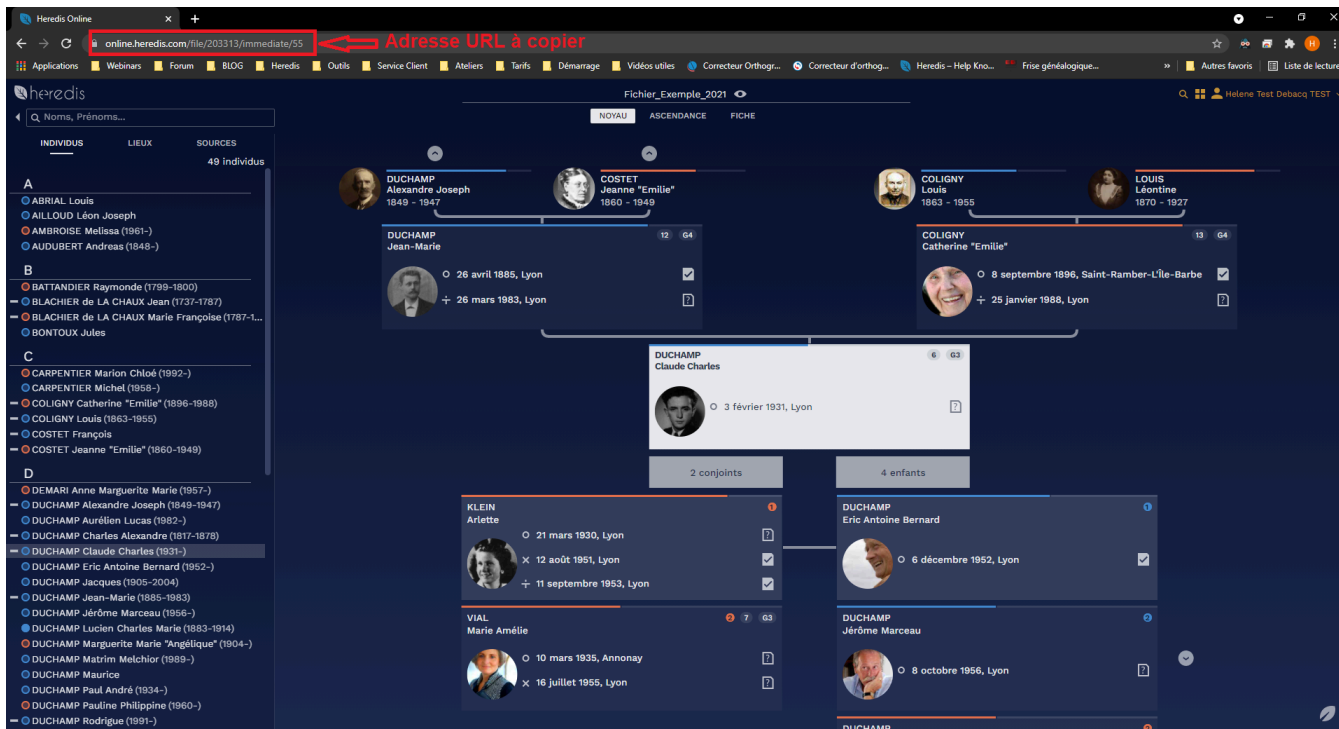 Heredis Online
online.heredis.com/file/203313/immediate/55
Adresse URL à copier
Applications Webinars Forum BLOG Heredis Outils Service Client Ateliers Tarifs Démarrage Vidéos utiles Correcteur Orthogr... Correcteur d'orthog... Heredis – Help Kno... Frise généalogique... » Autres favoris Liste de lecture
heredis
Fichier_Exemple_2021
Helene Test Debacq TEST
Noms, Prénoms...
NOYAU ASCENDANCE FICHE
INDIVIDUS LIEUX SOURCES
49 individus
A
ABRIAL Louis
AILLOUD Léon Joseph
AMBROISE Melissa (1961-)
AUDUBERT Andreas (1848-)
B
BATTANDIER Raymonde (1799-1800)
BLACHIER de LA CHAUX Jean (1737-1787)
BLACHIER de LA CHAUX Marie Françoise (1787-1...
BONTOUX Jules
C
CARPENTIER Marion Chloé (1992-)
CARPENTIER Michel (1958-)
COLIGNY Catherine "Emilie" (1896-1988)
COLIGNY Louis (1863-1955)
COSTET François
COSTET Jeanne "Emilie" (1860-1949)
D
DEMARI Anne Marguerite Marie (1957-)
DUCHAMP Alexandre Joseph (1849-1947)
DUCHAMP Aurélien Lucas (1982-)
DUCHAMP Charles Alexandre (1817-1878)
DUCHAMP Claude Charles (1931-)
DUCHAMP Eric Antoine Bernard (1952-)
DUCHAMP Jacques (1905-2004)
DUCHAMP Jean-Marie (1885-1983)
DUCHAMP Jérôme Marceau (1956-)
DUCHAMP Lucien Charles Marie (1883-1914)
DUCHAMP Marguerite Marie "Angélique" (1904-)
DUCHAMP Matrim Melchior (1989-)
DUCHAMP Maurice
DUCHAMP Paul André (1934-)
DUCHAMP Pauline Philippine (1960-)
DUCHAMP Rodrigue (1991-)
DUCHAMP
Alexandre Joseph
1849 - 1947
COSTET
Jeanne "Emilie"
1860 - 1949
COLIGNY
Louis
1863 - 1955
LOUIS
Léontine
1870 - 1927
DUCHAMP 12 G4
Jean-Marie
26 avril 1885, Lyon
26 mars 1983, Lyon
COLIGNY 13 G4
Catherine "Emilie"
8 septembre 1896, Saint-Ramber-L'Île-Barbe
25 janvier 1988, Lyon
DUCHAMP 6 G3
Claude Charles
3 février 1931, Lyon
2 conjoints
4 enfants
KLEIN 1
Arlette
21 mars 1930, Lyon
12 août 1951, Lyon
11 septembre 1953, Lyon
DUCHAMP 1
Eric Antoine Bernard
6 décembre 1952, Lyon
VIAL 2 7 G3
Marie Amélie
10 mars 1935, Annonay
16 juillet 1955, Lyon
DUCHAMP 2
Jérôme Marceau
8 octobre 1956, Lyon
DUCHAMP